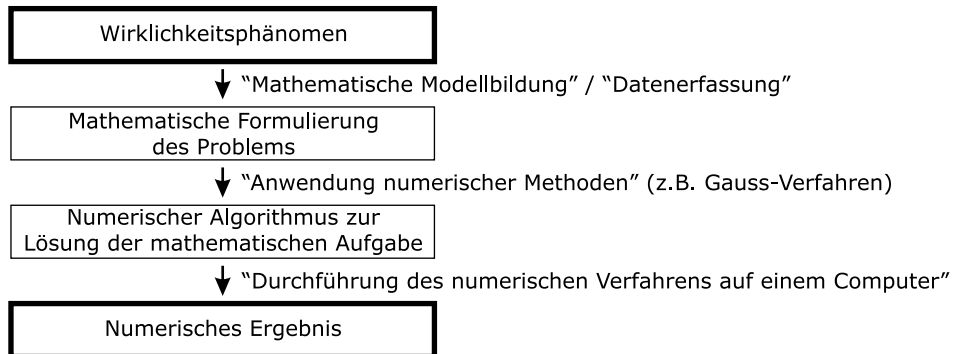 Wirklichkeitsphänomen
“Mathematische Modellbildung” / “Datenerfassung”
Mathematische Formulierung
des Problems
“Anwendung numerischer Methoden” (z.B. Gauss-Verfahren)
Numerischer Algorithmus zur
Lösung der mathematischen Aufgabe
“Durchführung des numerischen Verfahrens auf einem Computer”
Numerisches Ergebnis